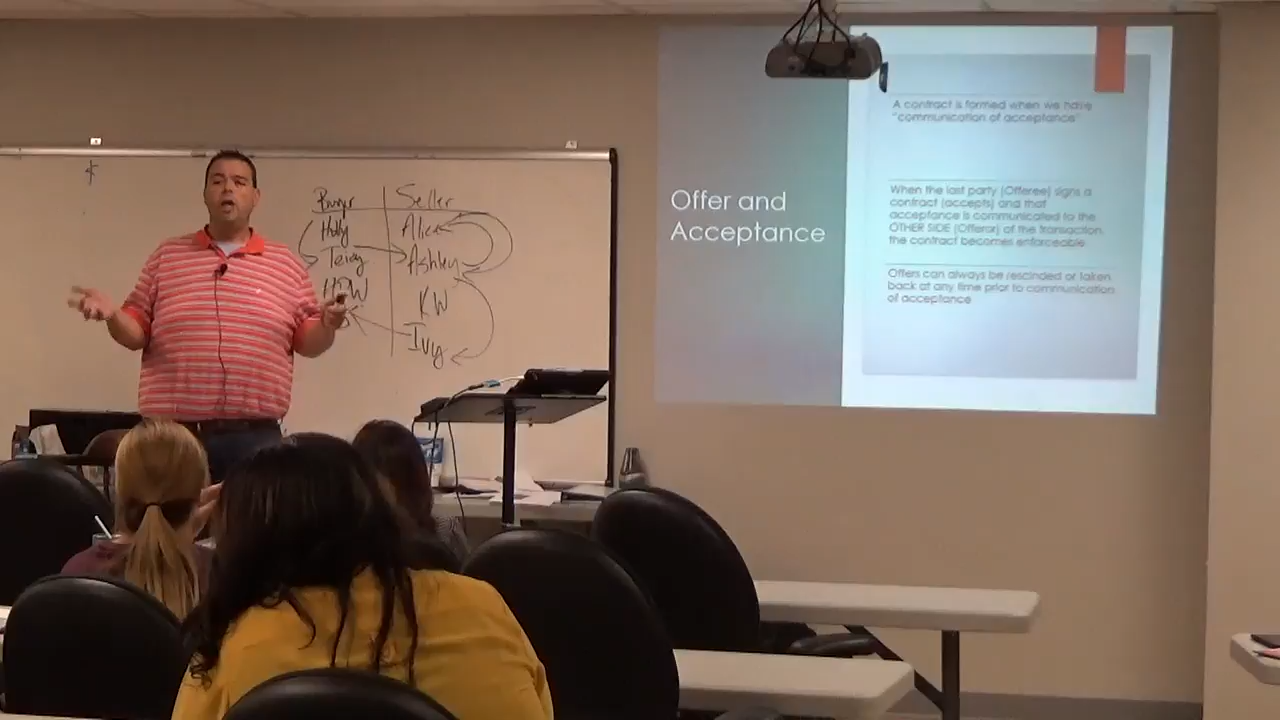 Buyer Seller
Holly Alice
Ashley
KW
Ivy
Offer and
Acceptance
A contract is formed when we have
"communication of acceptance"
When the last party (Offeree) signs a
contract (accepts) and that
acceptance is communicated to the
OTHER SIDE (Offeror) of the transaction,
the contract becomes enforceable
Offers can always be rescinded or taken
back at any time prior to communication
of acceptance